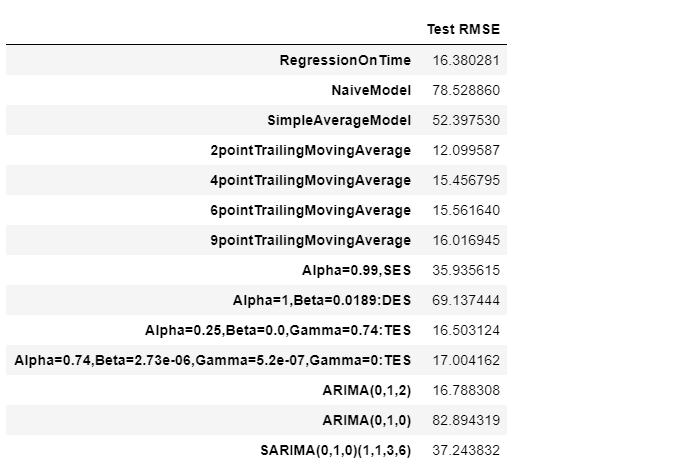 Test RMSE
RegressionOnTime 16.380281
NaiveModel 78.528860
SimpleAverageModel 52.397530
2pointTrailingMovingAverage 12.099587
4pointTrailingMovingAverage 15.456795
6pointTrailingMovingAverage 15.561640
9pointTrailingMovingAverage 16.016945
Alpha=0.99,SES 35.935615
Alpha=1,Beta=0.0189:DES 69.137444
Alpha=0.25,Beta=0.0,Gamma=0.74:TES 16.503124
Alpha=0.74,Beta=2.73e-06,Gamma=5.2e-07,Gamma=0:TES 17.004162
ARIMA(0,1,2) 16.788308
ARIMA(0,1,0) 82.894319
SARIMA(0,1,0)(1,1,3,6) 37.243832